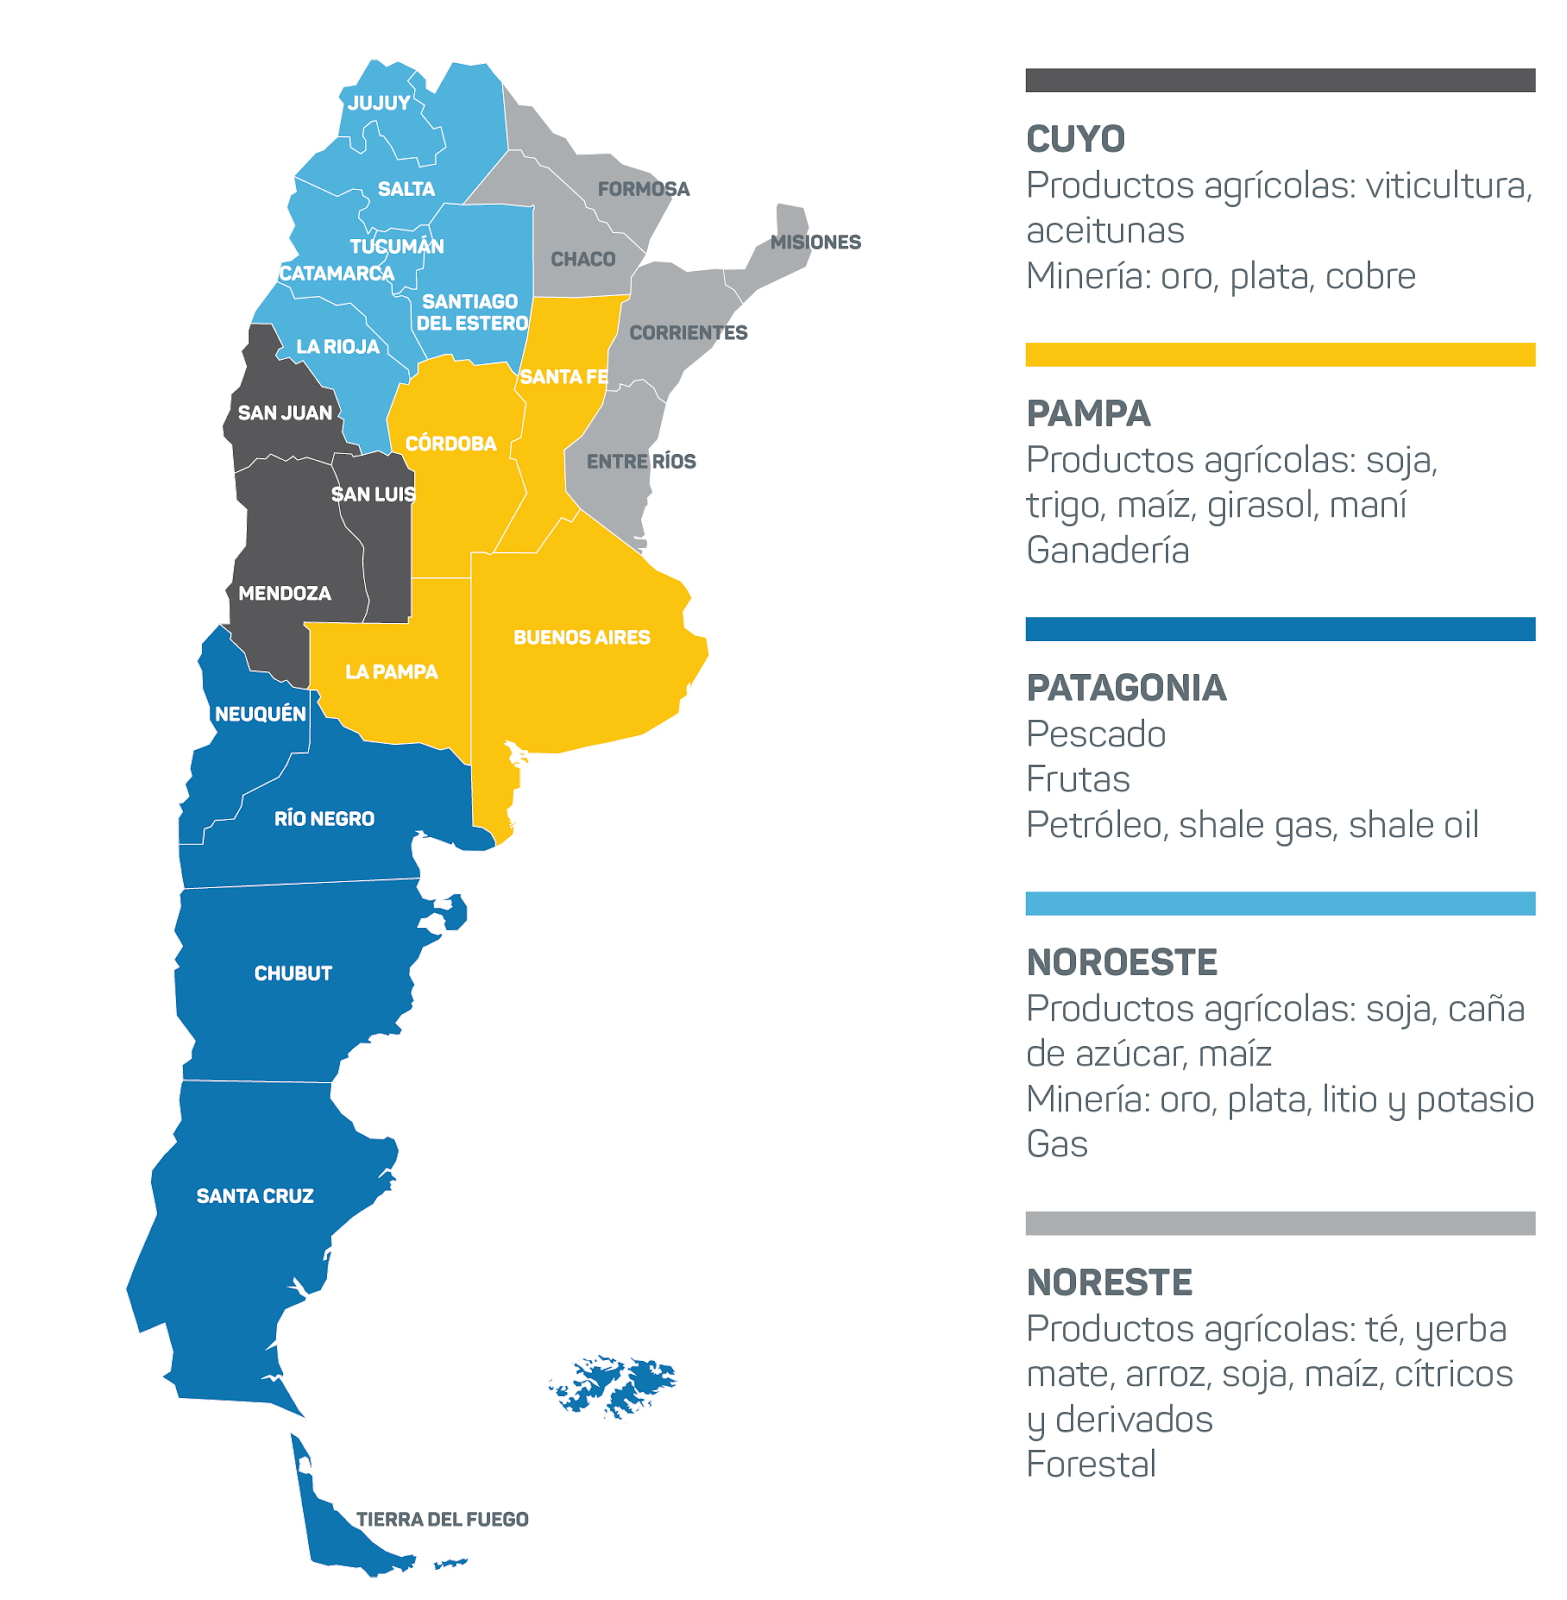 JUJUY
SALTA
FORMOSA
TUCUMÁN
MISIONES
CATAMARCA
CHACO
SANTIAGO
DEL ESTERO
LA RIOJA
CORRIENTES
SANTA FE
SAN JUAN
CÓRDOBA
ENTRE RÍOS
SAN LUIS
MENDOZA
BUENOS AIRES
LA PAMPA
NEUQUÉN
RÍO NEGRO
CHUBUT
SANTA CRUZ
TIERRA DEL FUEGO
CUYO
Productos agrícolas: viticultura,
aceitunas
Minería: oro, plata, cobre
PAMPA
Productos agrícolas: soja,
trigo, maíz, girasol, maní
Ganadería
PATAGONIA
Pescado
Frutas
Petróleo, shale gas, shale oil
NOROESTE
Productos agrícolas: soja, caña
de azúcar, maíz
Minería: oro, plata, litio y potasio
Gas
NORESTE
Productos agrícolas: té, yerba
mate, arroz, soja, maíz, cítricos
y derivados
Forestal